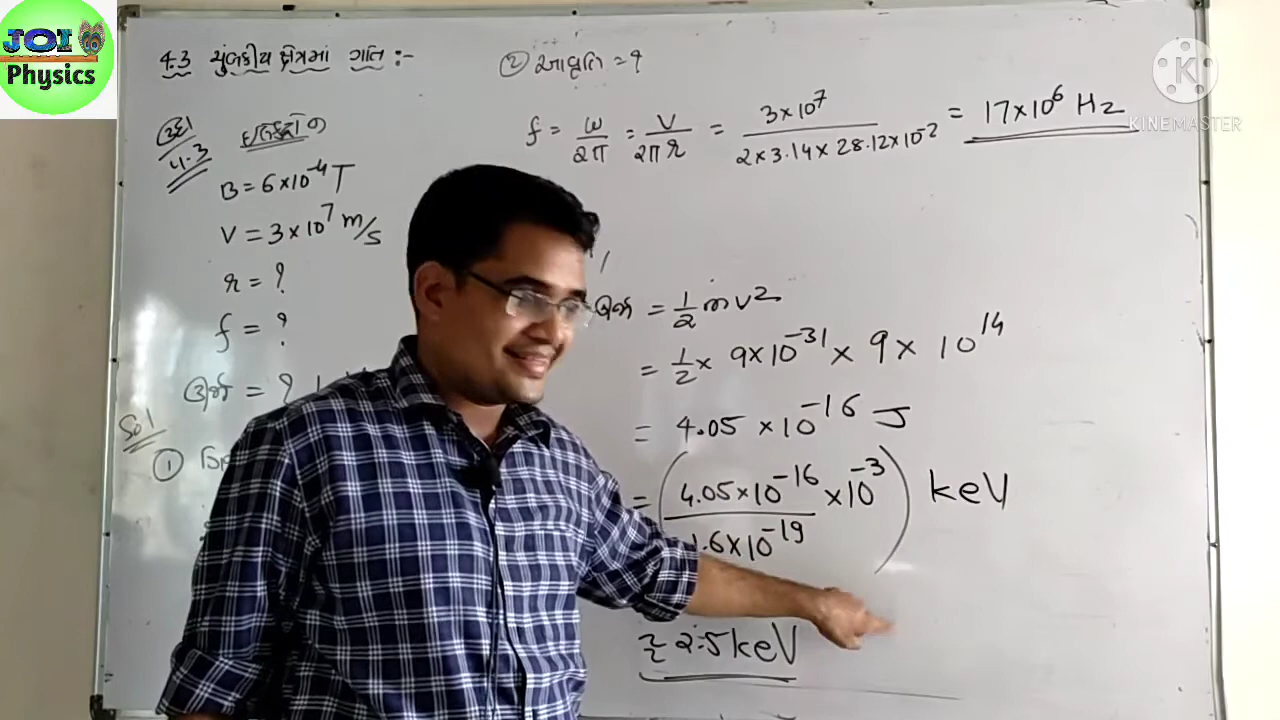 JOI
Physics
KINEMASTER
4.3 ચુંબકીય ક્ષેત્રમાં ગતિ :-
ઉદા
4.3
ઇલેક્ટ્રોન
B = 6×10⁻⁴ T
V = 3×10⁷ m/s
r = ?
f = ?
ઊર્જા = ?
Sol
①
② આવૃત્તિ = ?
f = ω/2π = V/2πr = 3×10⁷/2×3.14×28.12×10⁻² = 17×10⁶ Hz
ઊર્જા = 1/2 mv²
= 1/2 × 9×10⁻³¹ × 9×10¹⁴
= 4.05 ×10⁻¹⁶ J
= (4.05×10⁻¹⁶/1.6×10⁻¹⁹ ×10⁻³) keV
≈ 2.5 keV